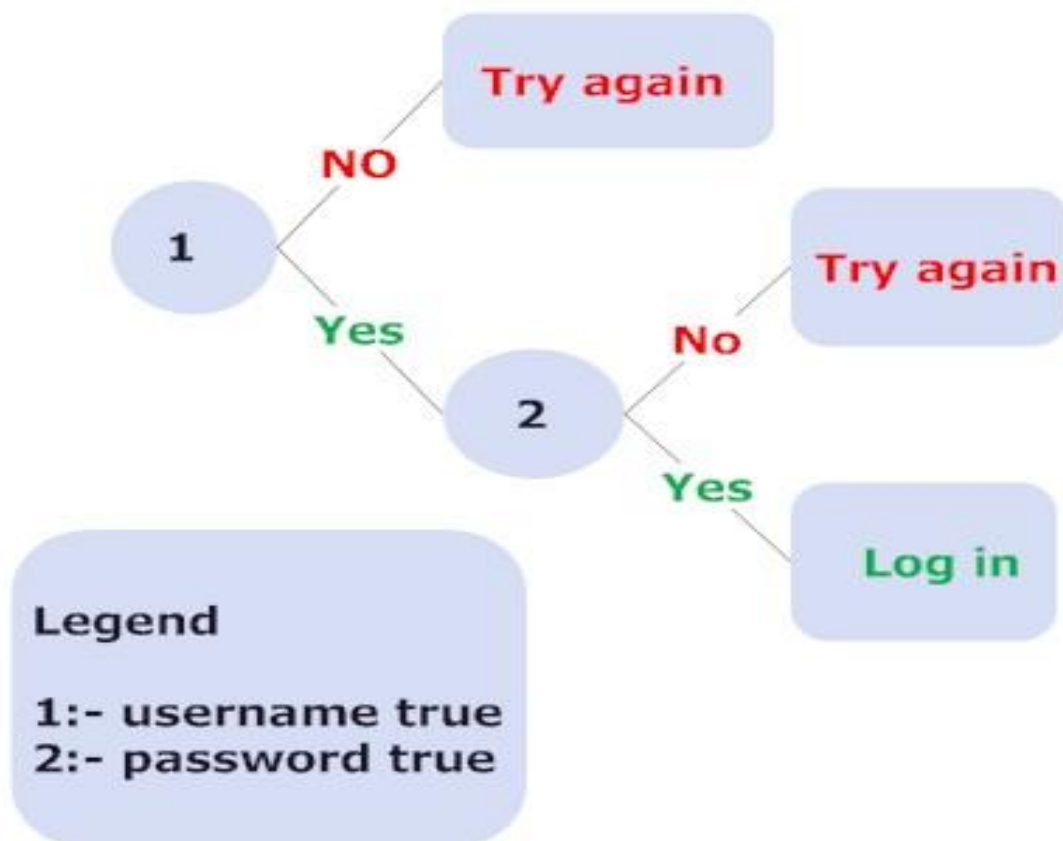 Try again
NO
1
Try again
Yes
No
2
Yes
Log in
Legend
1:- username true
2:- password true